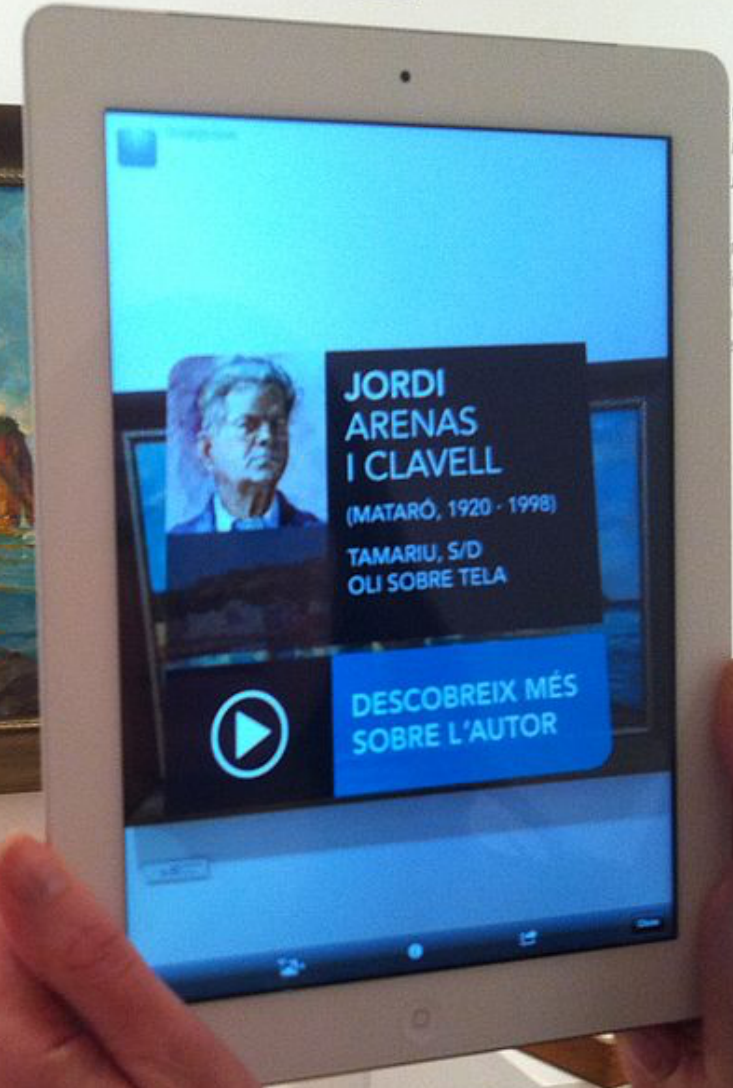 JORDI
ARENAS
I CLAVELL
(MATARÓ, 1920 - 1998)
TAMARIU, S/D
OLI SOBRE TELA
DESCOBREIX MÉS
SOBRE L'AUTOR